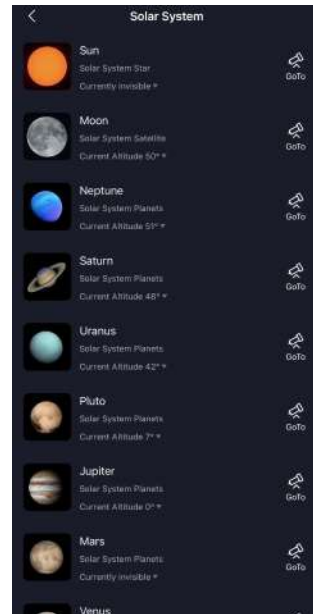 Solar System
Sun
Solar System Star
Currently invisible
GoTo
Moon
Solar System Satellite
Current Altitude 50°
GoTo
Neptune
Solar System Planets
Current Altitude 51°
GoTo
Saturn
Solar System Planets
Current Altitude 48°
GoTo
Uranus
Solar System Planets
Current Altitude 42°
GoTo
Pluto
Solar System Planets
Current Altitude 7°
GoTo
Jupiter
Solar System Planets
Current Altitude 0°
GoTo
Mars
Solar System Planets
Currently invisible
GoTo
Venus